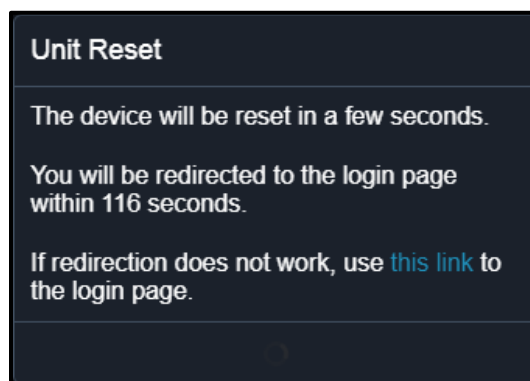 Unit Reset
The device will be reset in a few seconds.
You will be redirected to the login page
within 116 seconds.
If redirection does not work, use this link to
the login page.